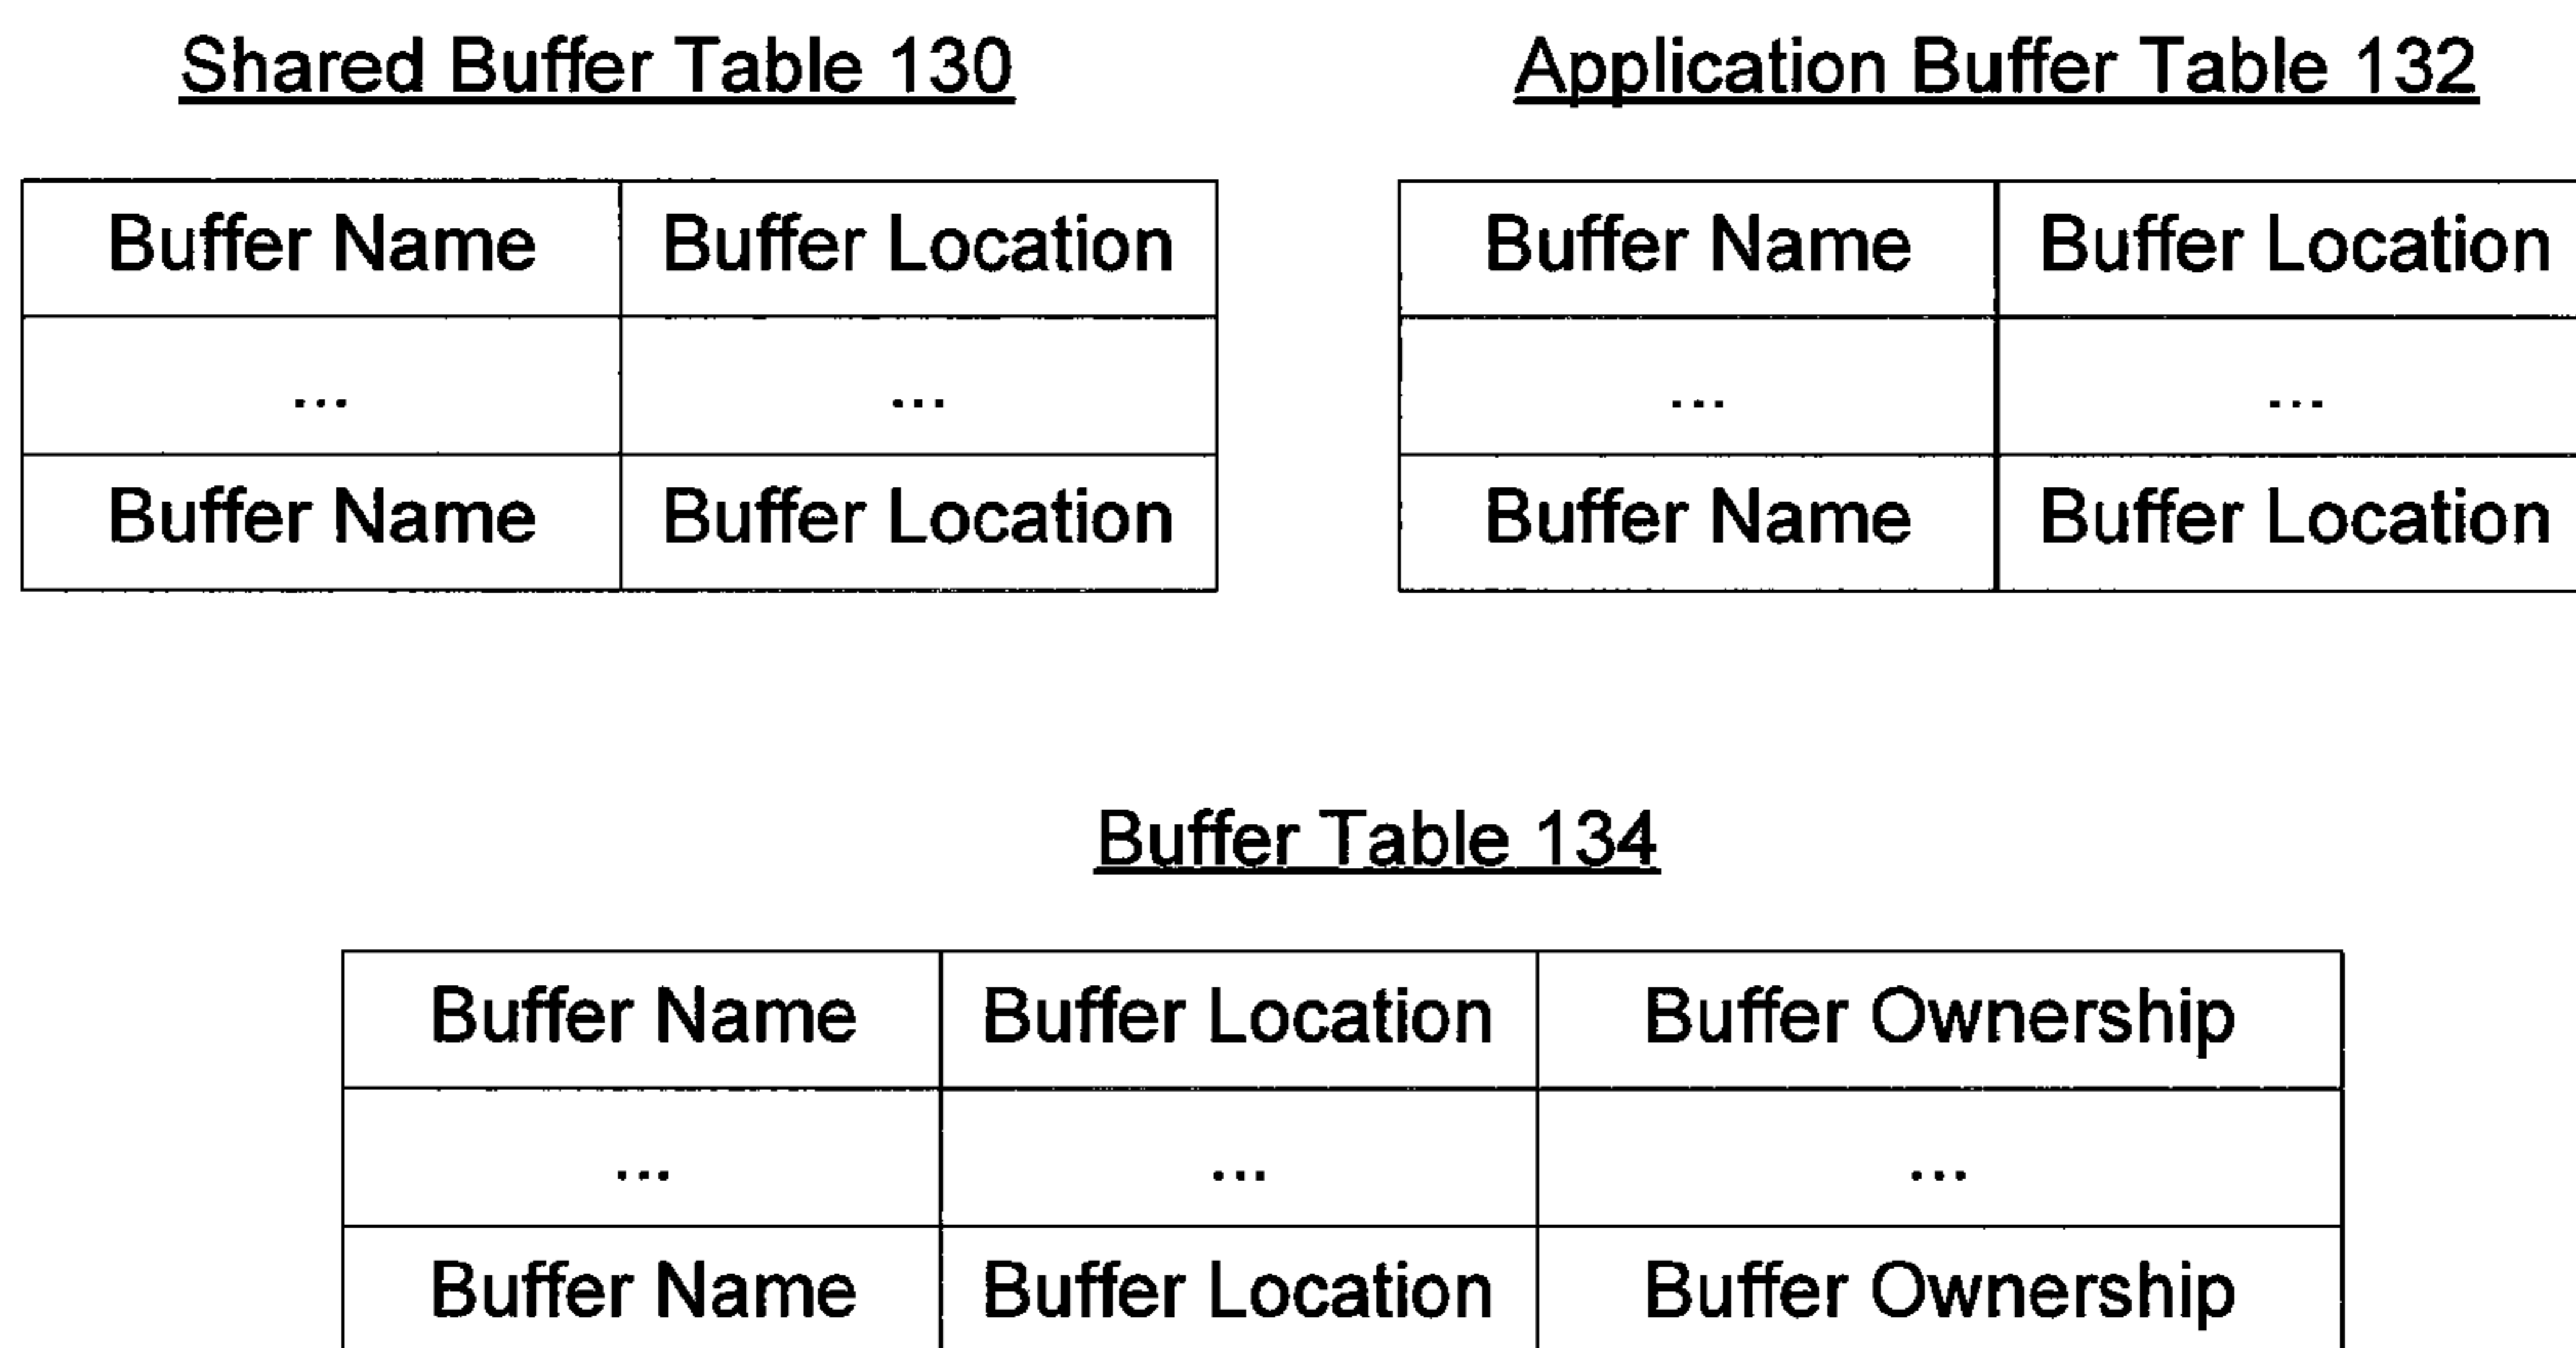 Shared Buffer Table 130
Buffer Name Buffer Location
... ...
Buffer Name Buffer Location
Application Buffer Table 132
Buffer Name Buffer Location
... ...
Buffer Name Buffer Location
Buffer Table 134
Buffer Name Buffer Location Buffer Ownership
... ... ...
Buffer Name Buffer Location Buffer Ownership